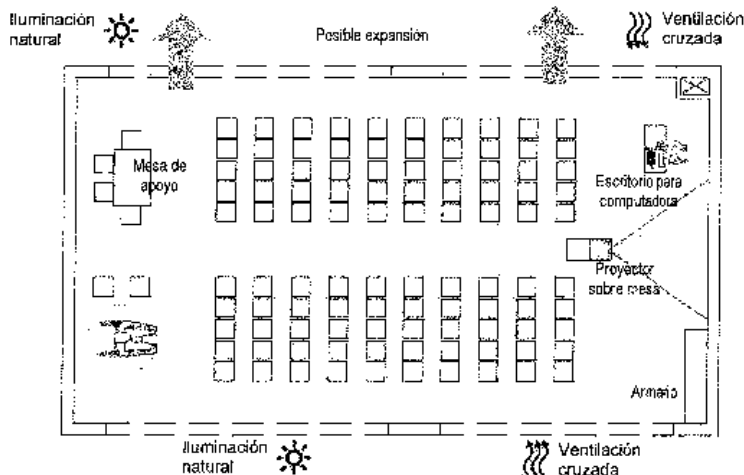 Iluminación
natural
Posible expansión
Ventilación
cruzada
Mesa de
apoyo
Escritorio para
computadora
Proyector
sobre mesa
Armario
Iluminación
natural
Ventilación
cruzada